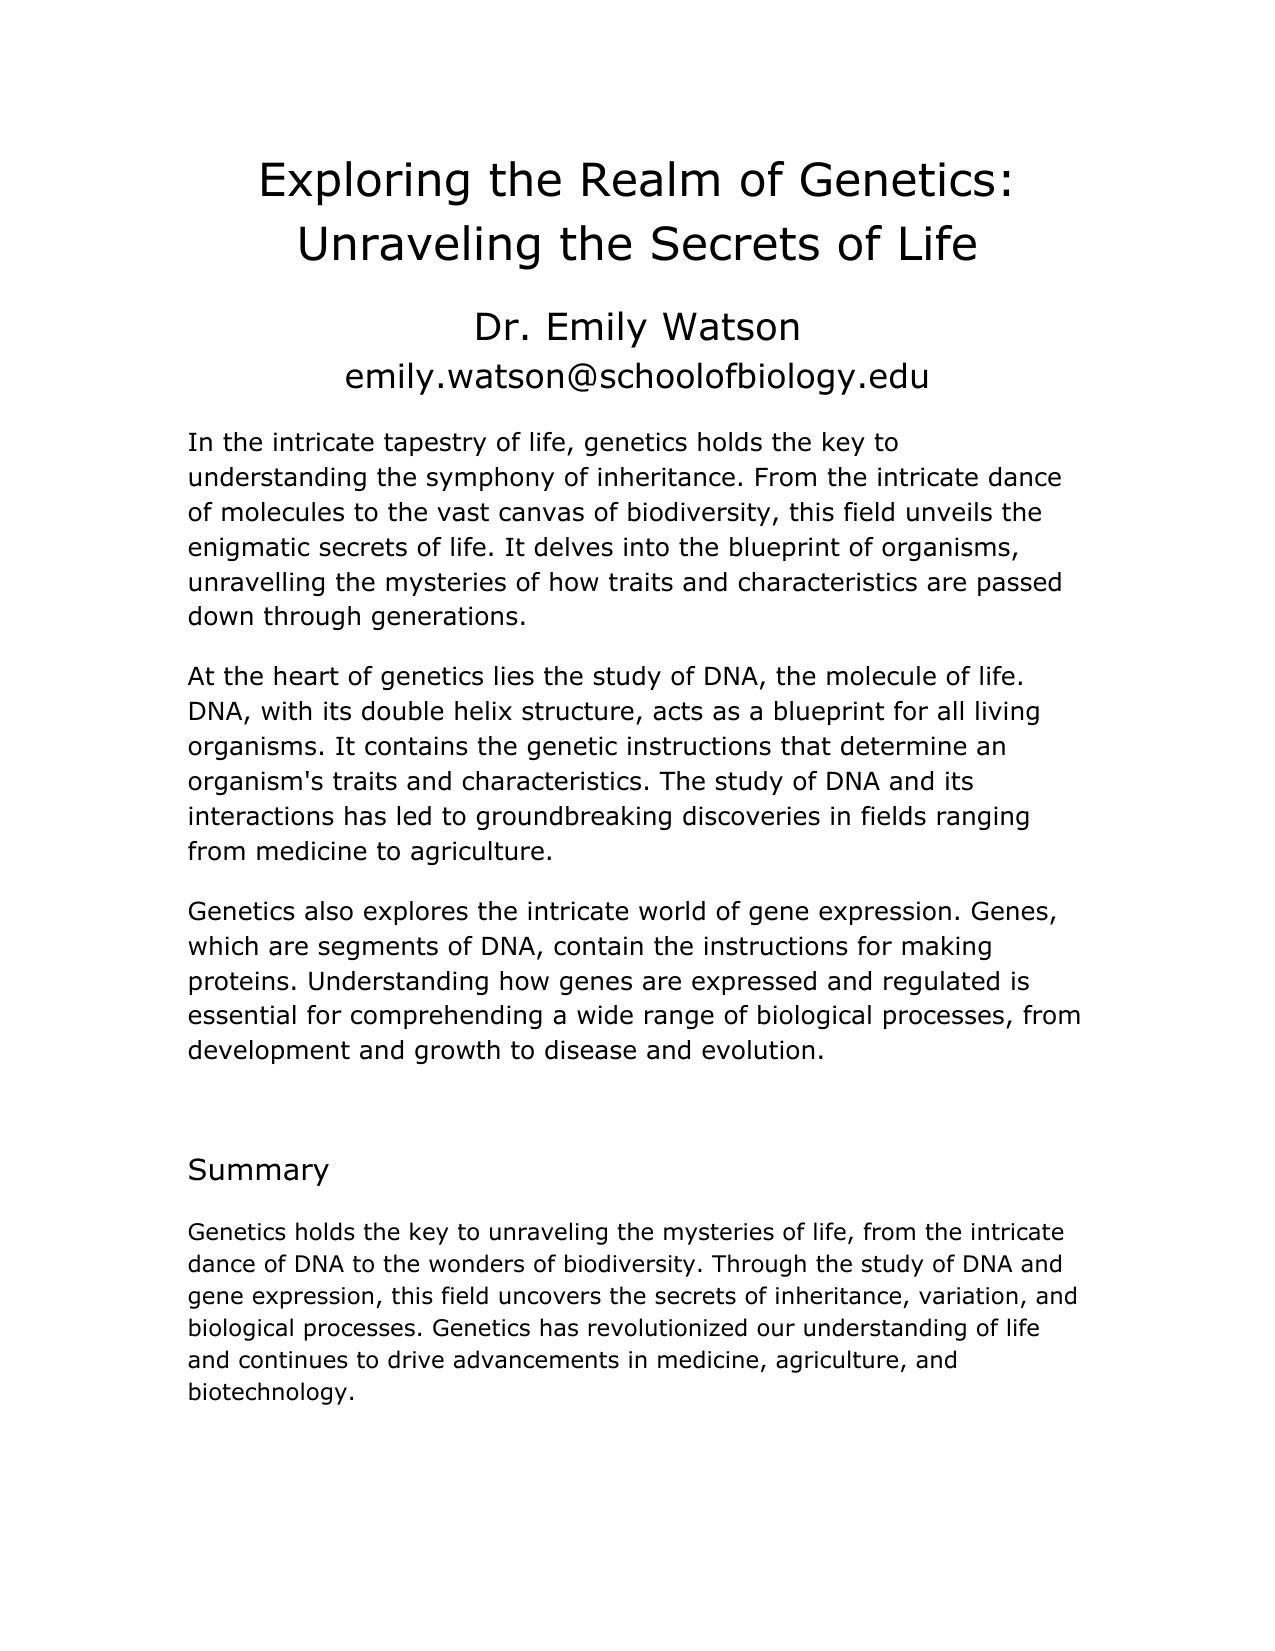 Exploring the Realm of Genetics:
Unraveling the Secrets of Life
Dr. Emily Watson
emily.watson@schoolofbiology.edu
In the intricate tapestry of life, genetics holds the key to
understanding the symphony of inheritance. From the intricate dance
of molecules to the vast canvas of biodiversity, this field unveils the
enigmatic secrets of life. It delves into the blueprint of organisms,
unravelling the mysteries of how traits and characteristics are passed
down through generations.
At the heart of genetics lies the study of DNA, the molecule of life.
DNA, with its double helix structure, acts as a blueprint for all living
organisms. It contains the genetic instructions that determine an
organism's traits and characteristics. The study of DNA and its
interactions has led to groundbreaking discoveries in fields ranging
from medicine to agriculture.
Genetics also explores the intricate world of gene expression. Genes,
which are segments of DNA, contain the instructions for making
proteins. Understanding how genes are expressed and regulated is
essential for comprehending a wide range of biological processes, from
development and growth to disease and evolution.
Summary
Genetics holds the key to unraveling the mysteries of life, from the intricate
dance of DNA to the wonders of biodiversity. Through the study of DNA and
gene expression, this field uncovers the secrets of inheritance, variation, and
biological processes. Genetics has revolutionized our understanding of life
and continues to drive advancements in medicine, agriculture, and
biotechnology.